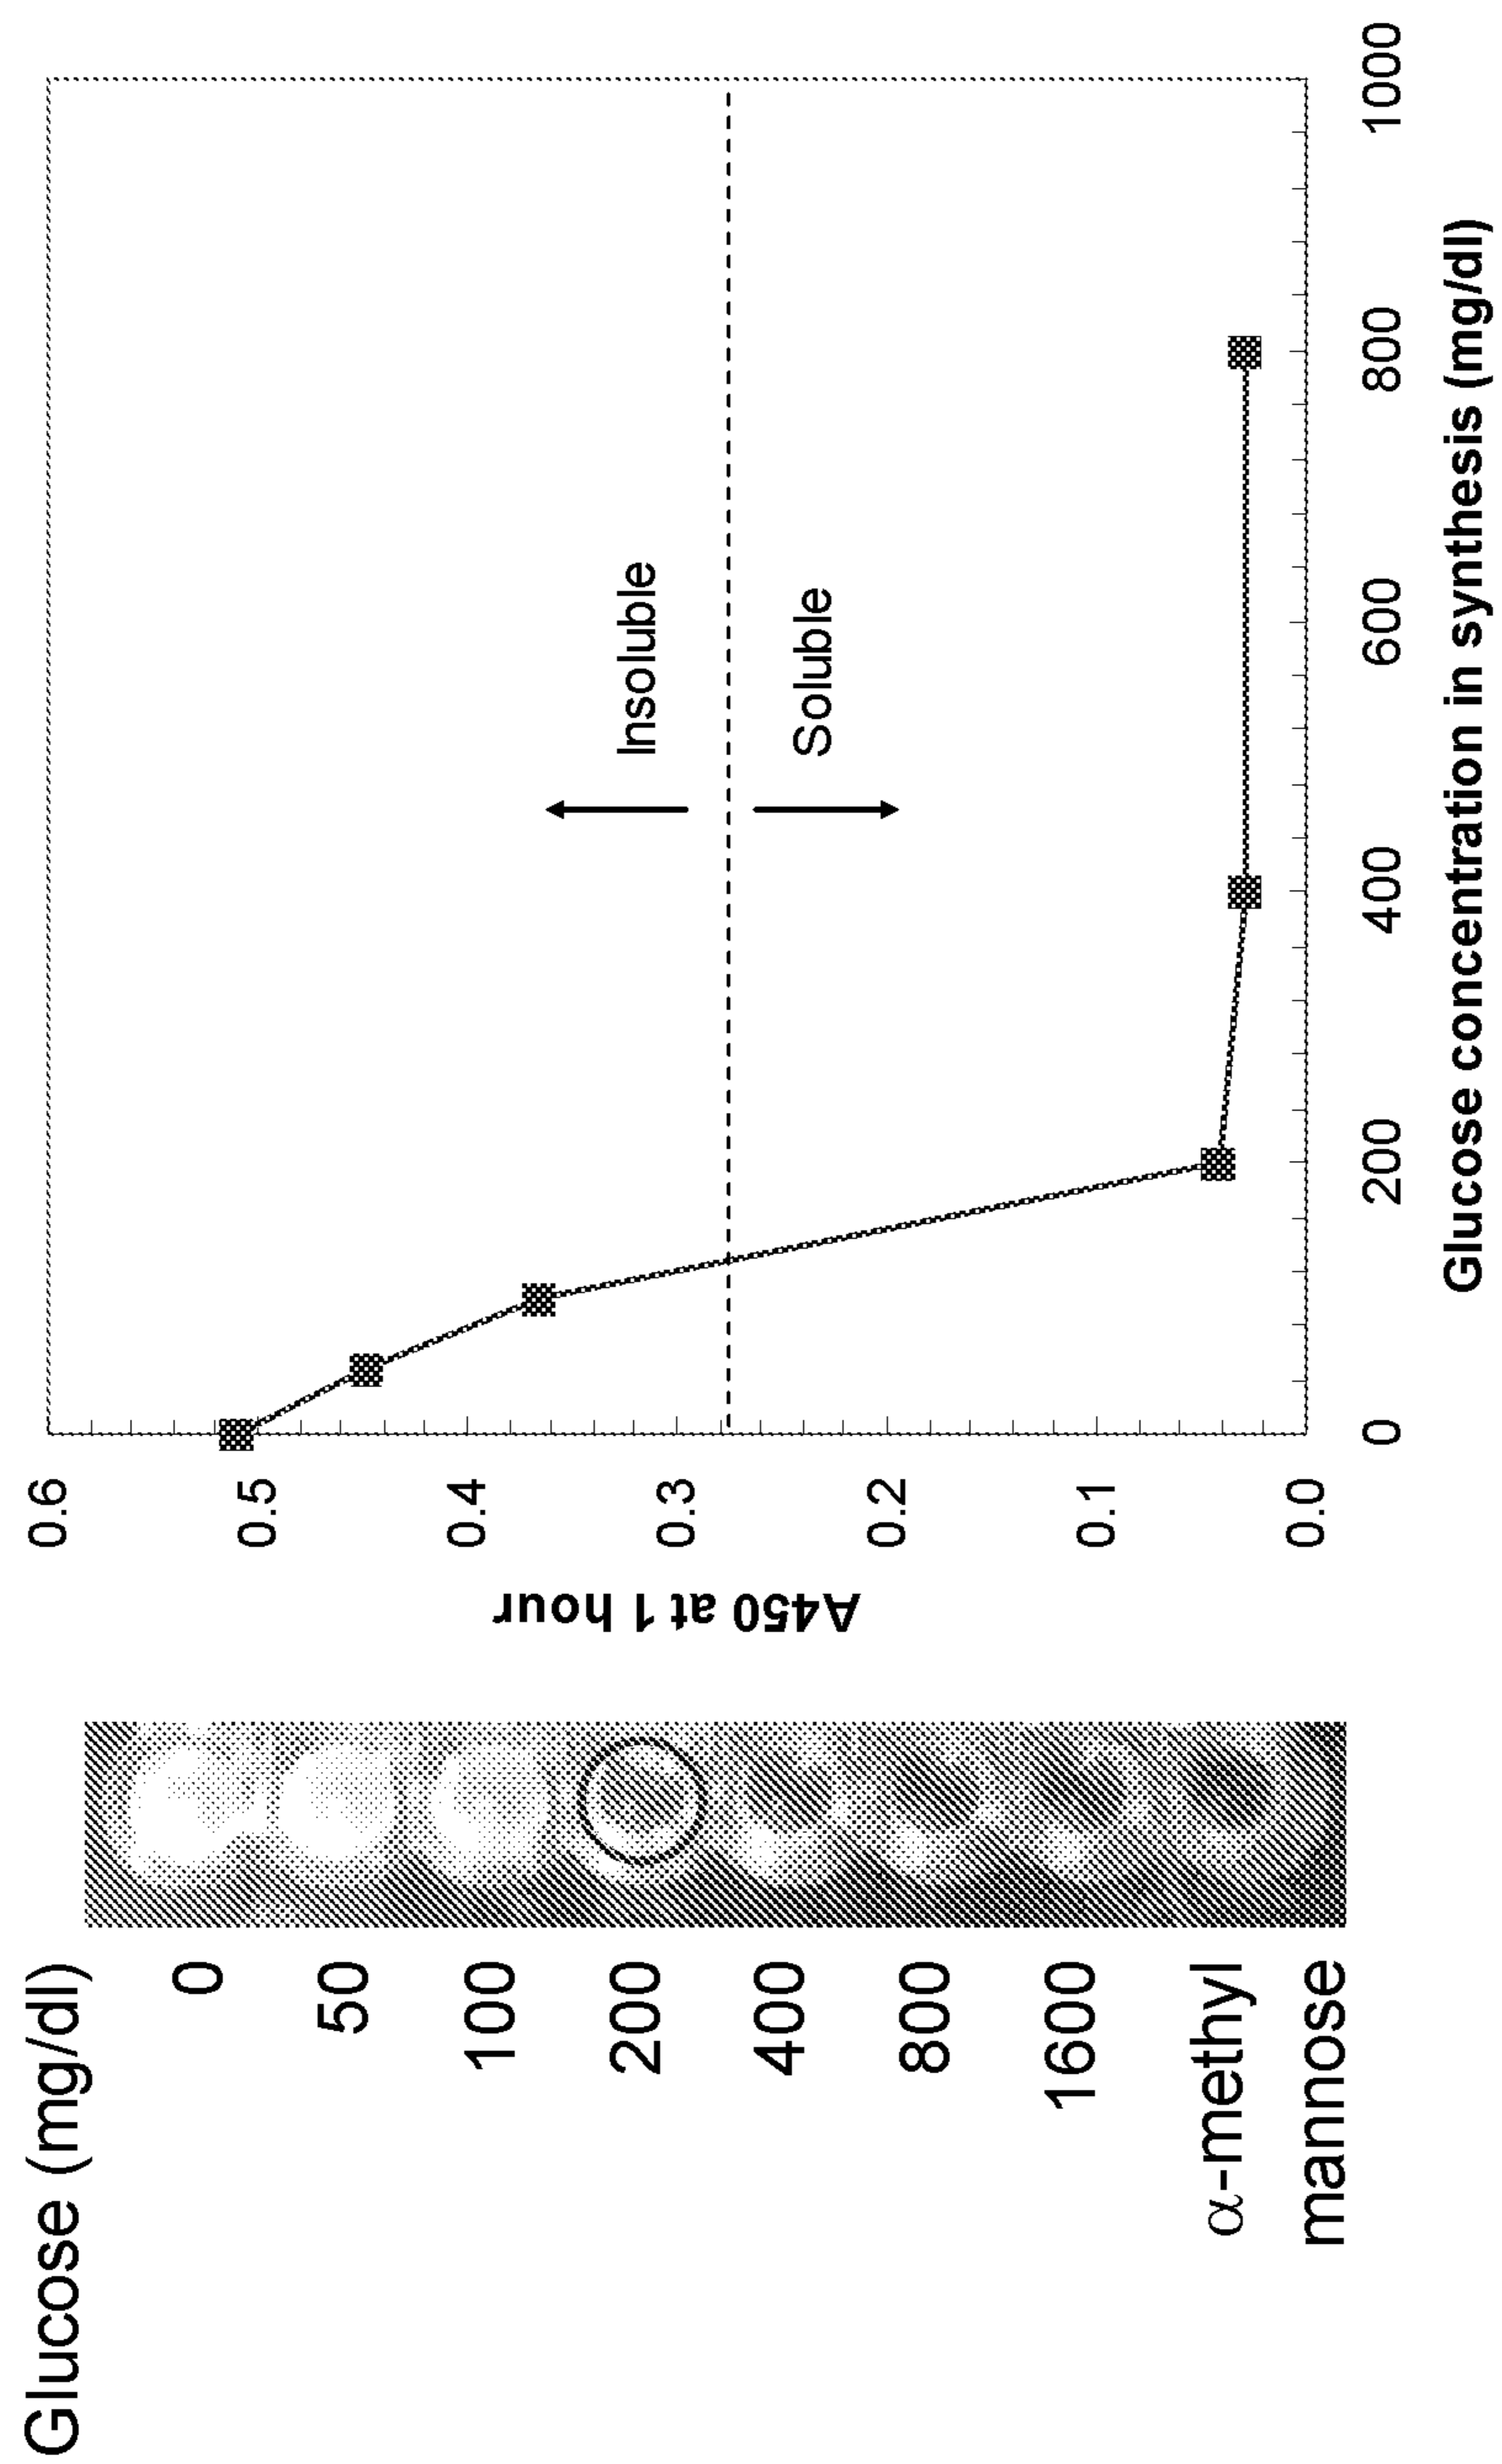 Glucose (mg/dl)
0
50
100
200
400
800
1600
α-methyl
mannose
A450 at 1 hour
0.6
0.5
0.4
0.3
0.2
0.1
0.0
Insoluble
Soluble
0
200
400
600
800
1000
Glucose concentration in synthesis (mg/dl)